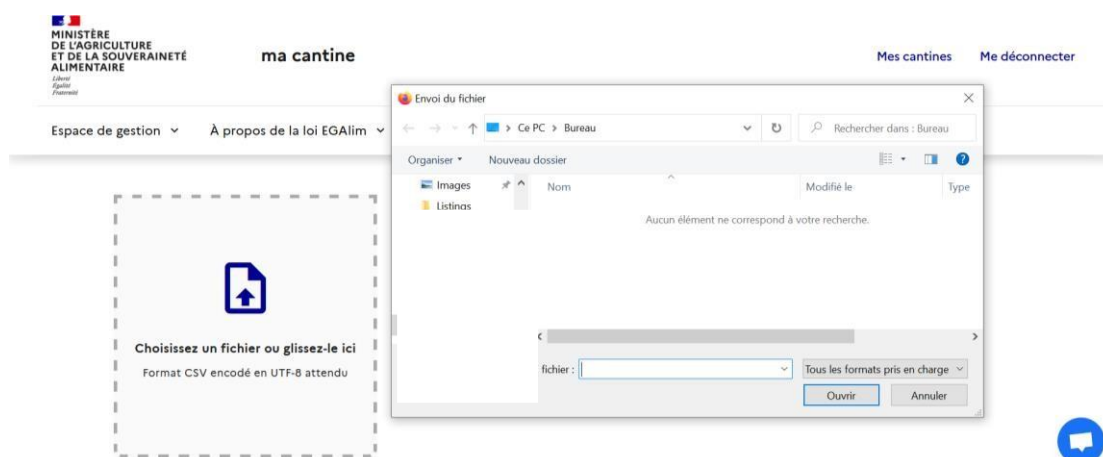 MINISTÈRE
DE L'AGRICULTURE
ET DE LA SOUVERAINETÉ
ALIMENTAIRE
Liberté
Égalité
Fraternité
ma cantine
Mes cantines
Me déconnecter
Espace de gestion
À propos de la loi EGAlim
Envoi du fichier
Ce PC > Bureau
Rechercher dans : Bureau
Organiser
Nouveau dossier
Images
Listings
Nom
Modifié le
Type
Aucun élément ne correspond à votre recherche.
fichier :
Tous les formats pris en charge
Ouvrir
Annuler
Choisissez un fichier ou glissez-le ici
Format CSV encodé en UTF-8 attendu